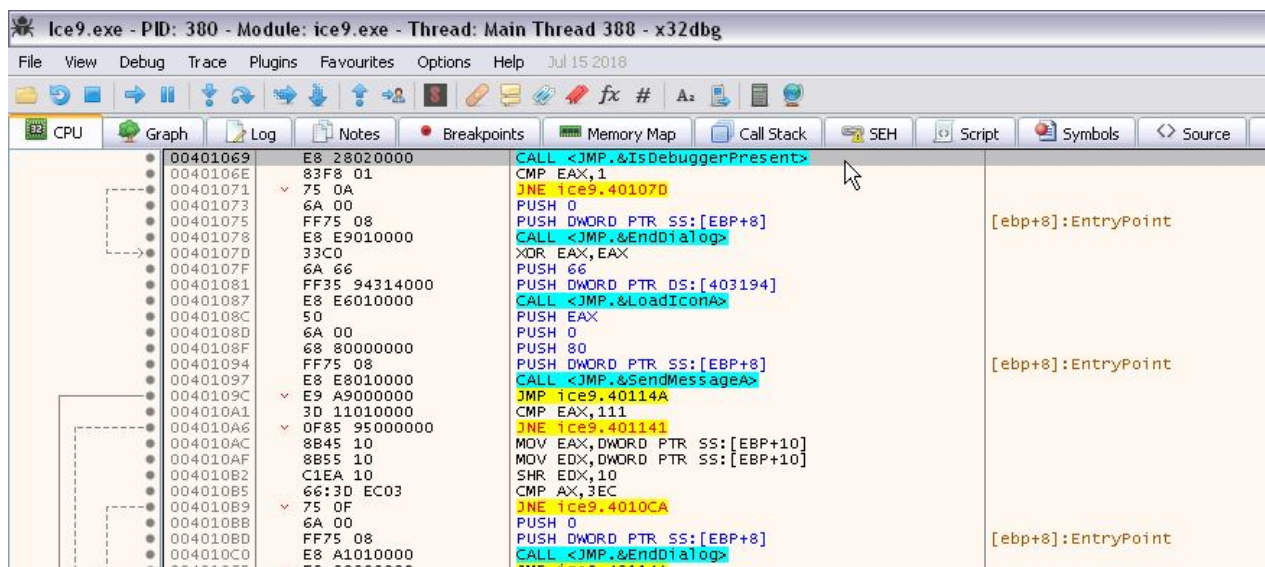 Ice9.exe - PID: 380 - Module: ice9.exe - Thread: Main Thread 388 - x32dbg
File View Debug Trace Plugins Favourites Options Help Jul 15 2018
CPU Graph Log Notes Breakpoints Memory Map Call Stack SEH Script Symbols Source
00401069 E8 28020000 CALL <JMP.&IsDebuggerPresent>
0040106E 83F8 01 CMP EAX,1
00401071 75 0A JNE ice9.40107D
00401073 6A 00 PUSH 0
00401075 FF75 08 PUSH DWORD PTR SS:[EBP+8] [ebp+8]:EntryPoint
00401078 E8 E9010000 CALL <JMP.&EndDialog>
0040107D 33C0 XOR EAX,EAX
0040107F 6A 66 PUSH 66
00401081 FF35 94314000 PUSH DWORD PTR DS:[403194]
00401087 E8 E6010000 CALL <JMP.&LoadIconA>
0040108C 50 PUSH EAX
0040108D 6A 00 PUSH 0
0040108F 68 80000000 PUSH 80
00401094 FF75 08 PUSH DWORD PTR SS:[EBP+8] [ebp+8]:EntryPoint
00401097 E8 E8010000 CALL <JMP.&SendMessageA>
0040109C E9 A9000000 JMP ice9.40114A
004010A1 3D 11010000 CMP EAX,111
004010A6 0F85 95000000 JNE ice9.401141
004010AC 8B45 10 MOV EAX,DWORD PTR SS:[EBP+10]
004010AF 8B55 10 MOV EDX,DWORD PTR SS:[EBP+10]
004010B2 C1EA 10 SHR EDX,10
004010B5 66:3D EC03 CMP AX,3EC
004010B9 75 0F JNE ice9.4010CA
004010BB 6A 00 PUSH 0
004010BD FF75 08 PUSH DWORD PTR SS:[EBP+8] [ebp+8]:EntryPoint
004010C0 E8 A1010000 CALL <JMP.&EndDialog>